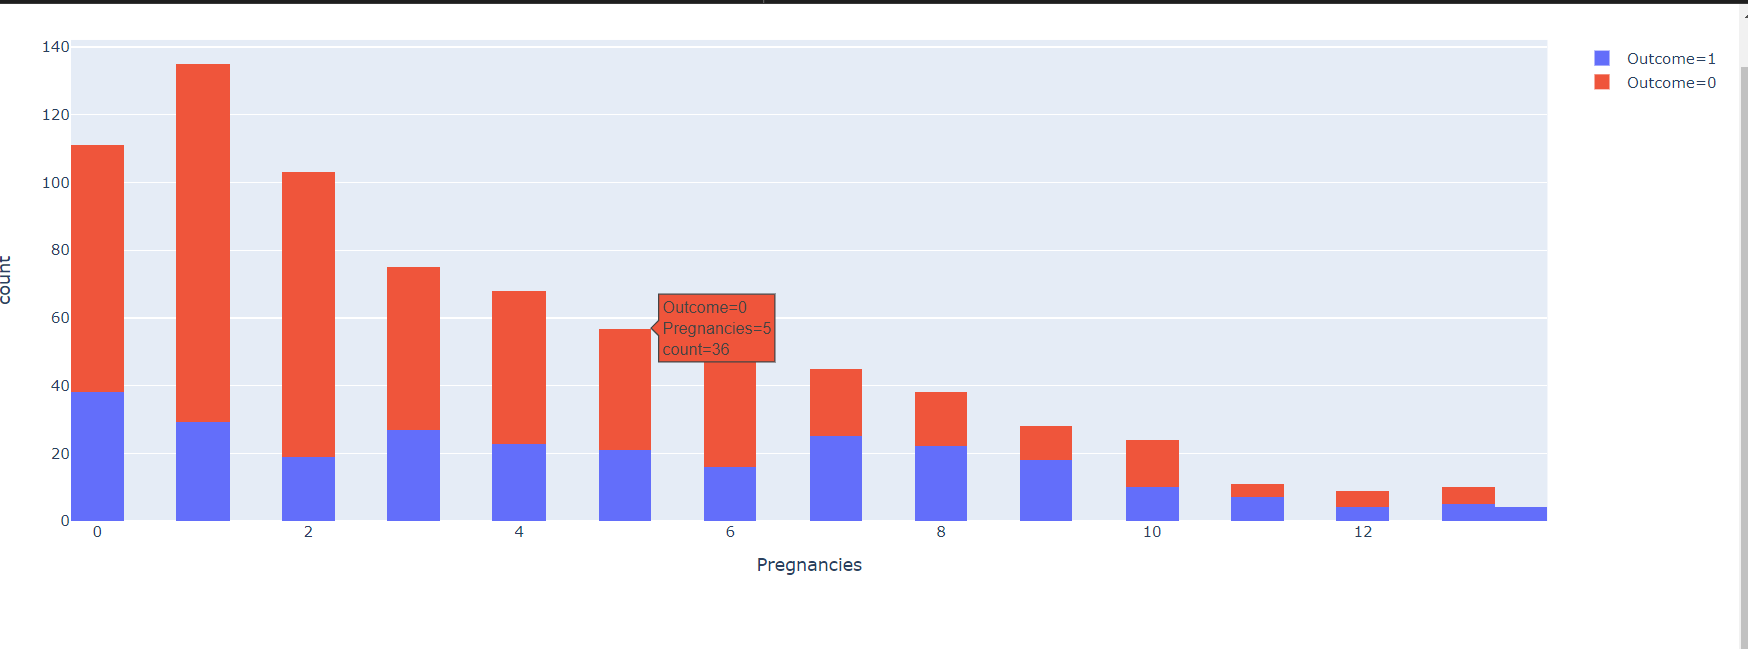 140
120
100
80
60
40
20
0
count
0
2
4
6
8
10
12
Pregnancies
Outcome=1
Outcome=0
Outcome=0
Pregnancies=5
count=36